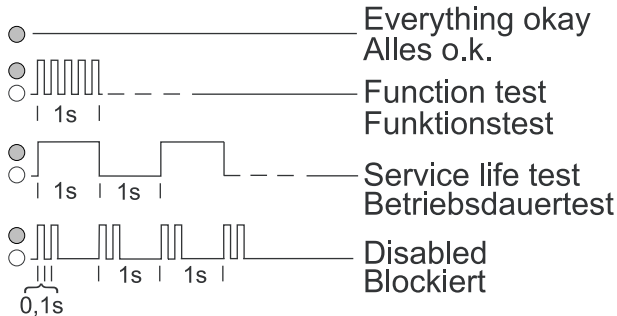 Everything okay
Alles o.k.
Function test
1s
Funktionstest
Service life test
1s 1s
Betriebsdauertest
Disabled
1s 1s
Blockiert
0,1s